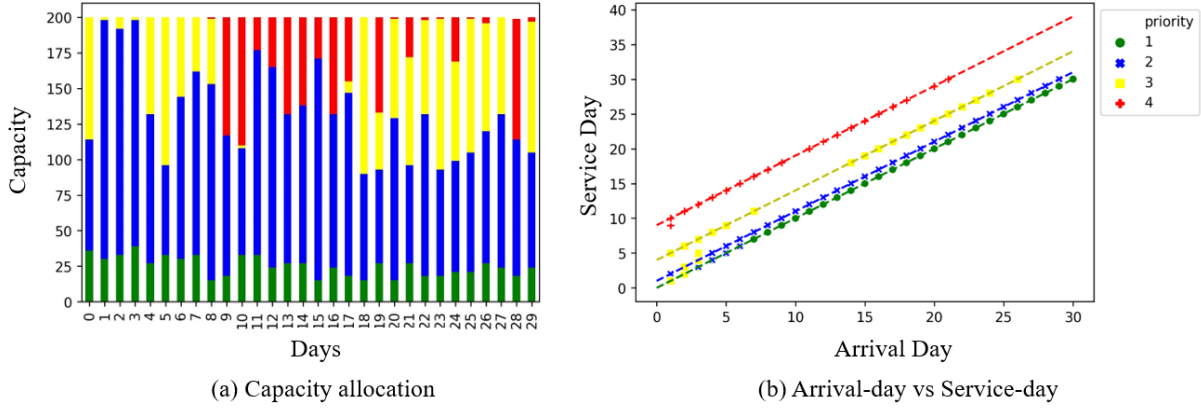 200
175
150
125
100
75
50
25
0
Capacity
0 1 2 3 4 5 6 7 8 9 10 11 12 13 14 15 16 17 18 19 20 21 22 23 24 25 26 27 28 29
Days
(a) Capacity allocation
40
35
30
25
20
15
10
5
0
Service Day
0 5 10 15 20 25 30
Arrival Day
(b) Arrival-day vs Service-day
priority
1
2
3
4